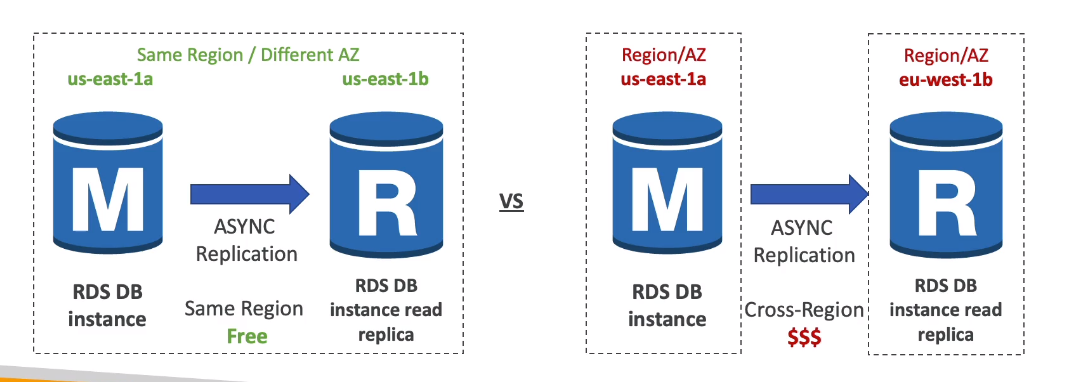 Same Region / Different AZ
us-east-1a
us-east-1b
M
R
ASYNC
Replication
RDS DB
instance
Same Region
Free
RDS DB
instance read
replica
vs
Region/AZ
us-east-1a
Region/AZ
eu-west-1b
M
R
ASYNC
Replication
RDS DB
instance
Cross-Region
$$$
RDS DB
instance read
replica